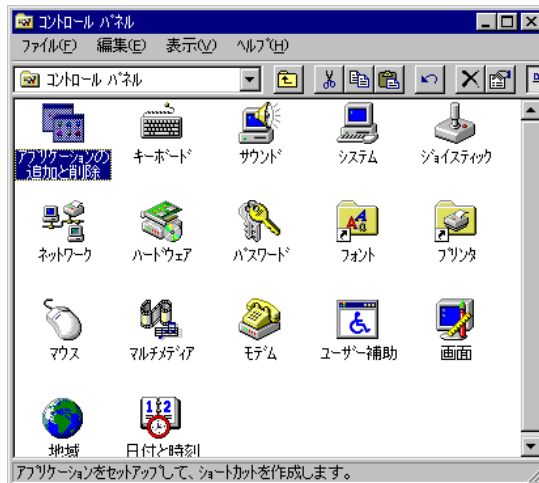 コントロール パネル
ファイル(F) 編集(E) 表示(V) ヘルプ(H)
コントロール パネル
アプリケーションの
追加と削除
キーボード
サウンド
システム
ジョイスティック
ネットワーク
ハードウェア
パスワード
フォント
プリンタ
マウス
マルチメディア
モデム
ユーザー補助
画面
地域
日付と時刻
アプリケーションをセットアップして、ショートカットを作成します。